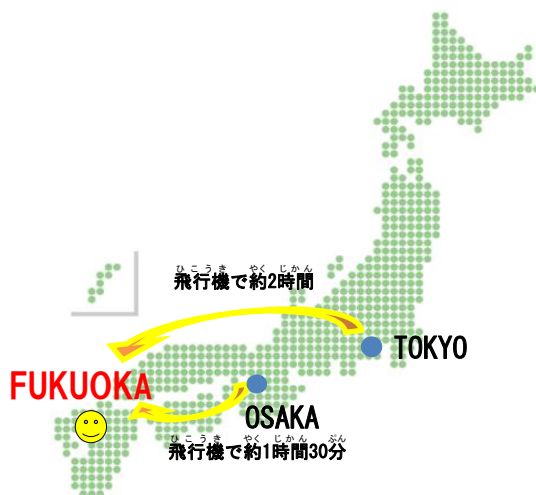 ひこうき やく じかん
飛行機で約2時間
TOKYO
FUKUOKA
OSAKA
ひこうき やく じかん ぷん
飛行機で約1時間30分